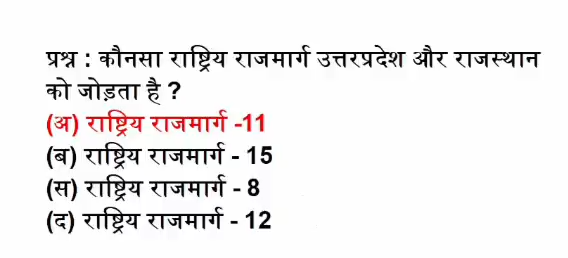 प्रश्न : कौनसा राष्ट्रिय राजमार्ग उत्तरप्रदेश और राजस्थान
को जोड़ता है ?
(अ) राष्ट्रिय राजमार्ग -11
(ब) राष्ट्रिय राजमार्ग - 15
(स) राष्ट्रिय राजमार्ग - 8
(द) राष्ट्रिय राजमार्ग - 12